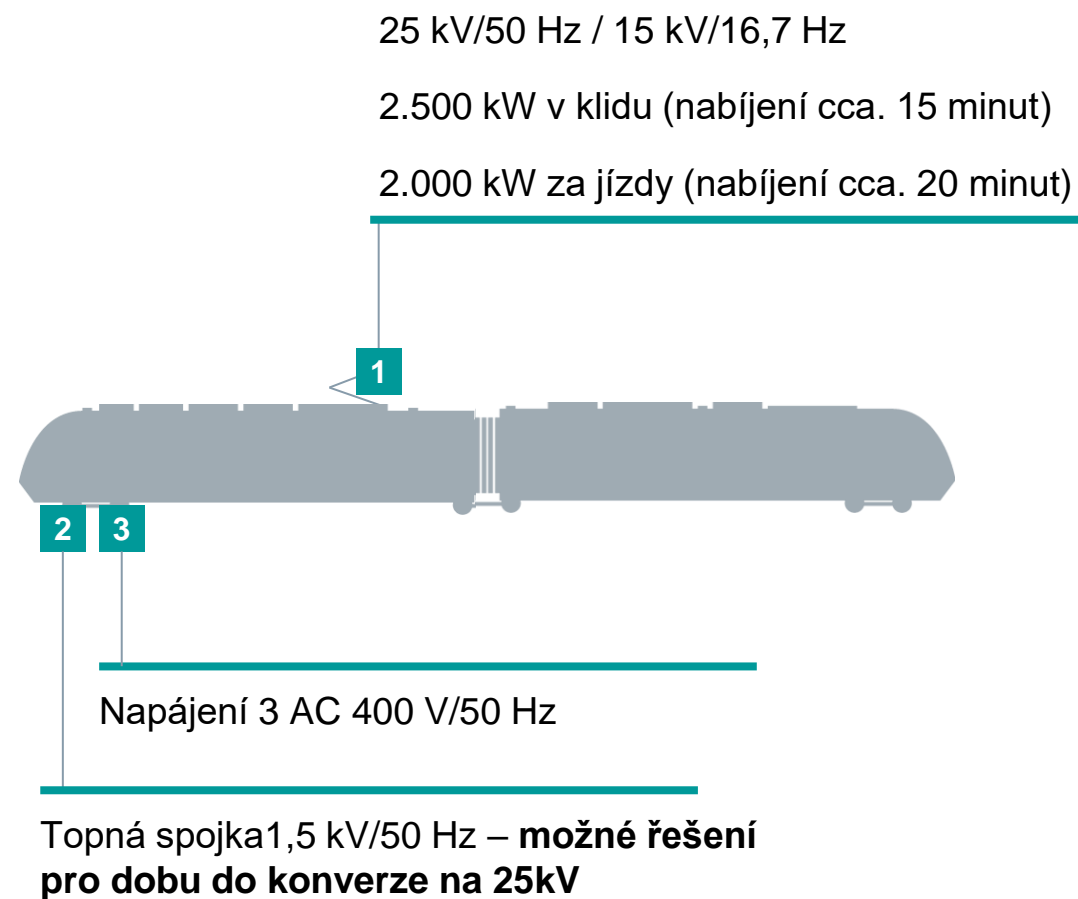 25 kV/50 Hz / 15 kV/16,7 Hz
2.500 kW v klidu (nabíjení cca. 15 minut)
2.000 kW za jízdy (nabíjení cca. 20 minut)
1
2
3
Napájení 3 AC 400 V/50 Hz
Topná spojka1,5 kV/50 Hz – možné řešení
pro dobu do konverze na 25kV